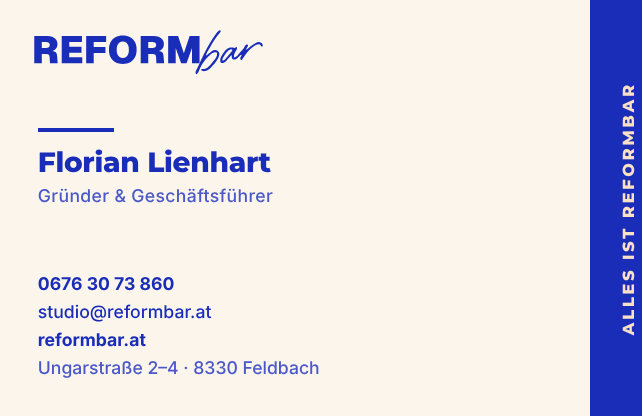 REFORMbar
Florian Lienhart
Gründer & Geschäftsführer
0676 30 73 860
studio@reformbar.at
reformbar.at
Ungarstraße 2–4 · 8330 Feldbach
ALLES IST REFORMBAR